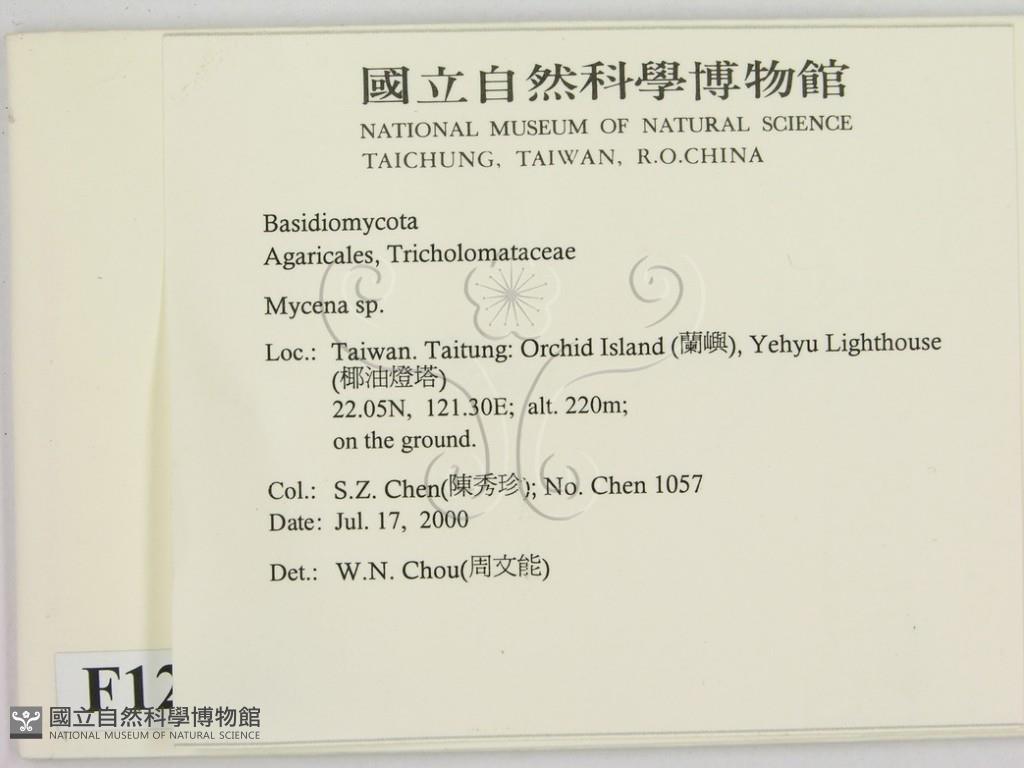 國立自然科學博物館
NATIONAL MUSEUM OF NATURAL SCIENCE
TAICHUNG, TAIWAN, R.O.CHINA
Basidiomycota
Agaricales, Tricholomataceae
Mycena sp.
Loc.: Taiwan. Taitung: Orchid Island (蘭嶼), Yehyu Lighthouse
(椰油燈塔)
22.05N, 121.30E; alt. 220m;
on the ground.
Col.: S.Z. Chen(陳秀珍); No. Chen 1057
Date: Jul. 17, 2000
Det.: W.N. Chou(周文能)
F12
國立自然科學博物館
NATIONAL MUSEUM OF NATURAL SCIENCE